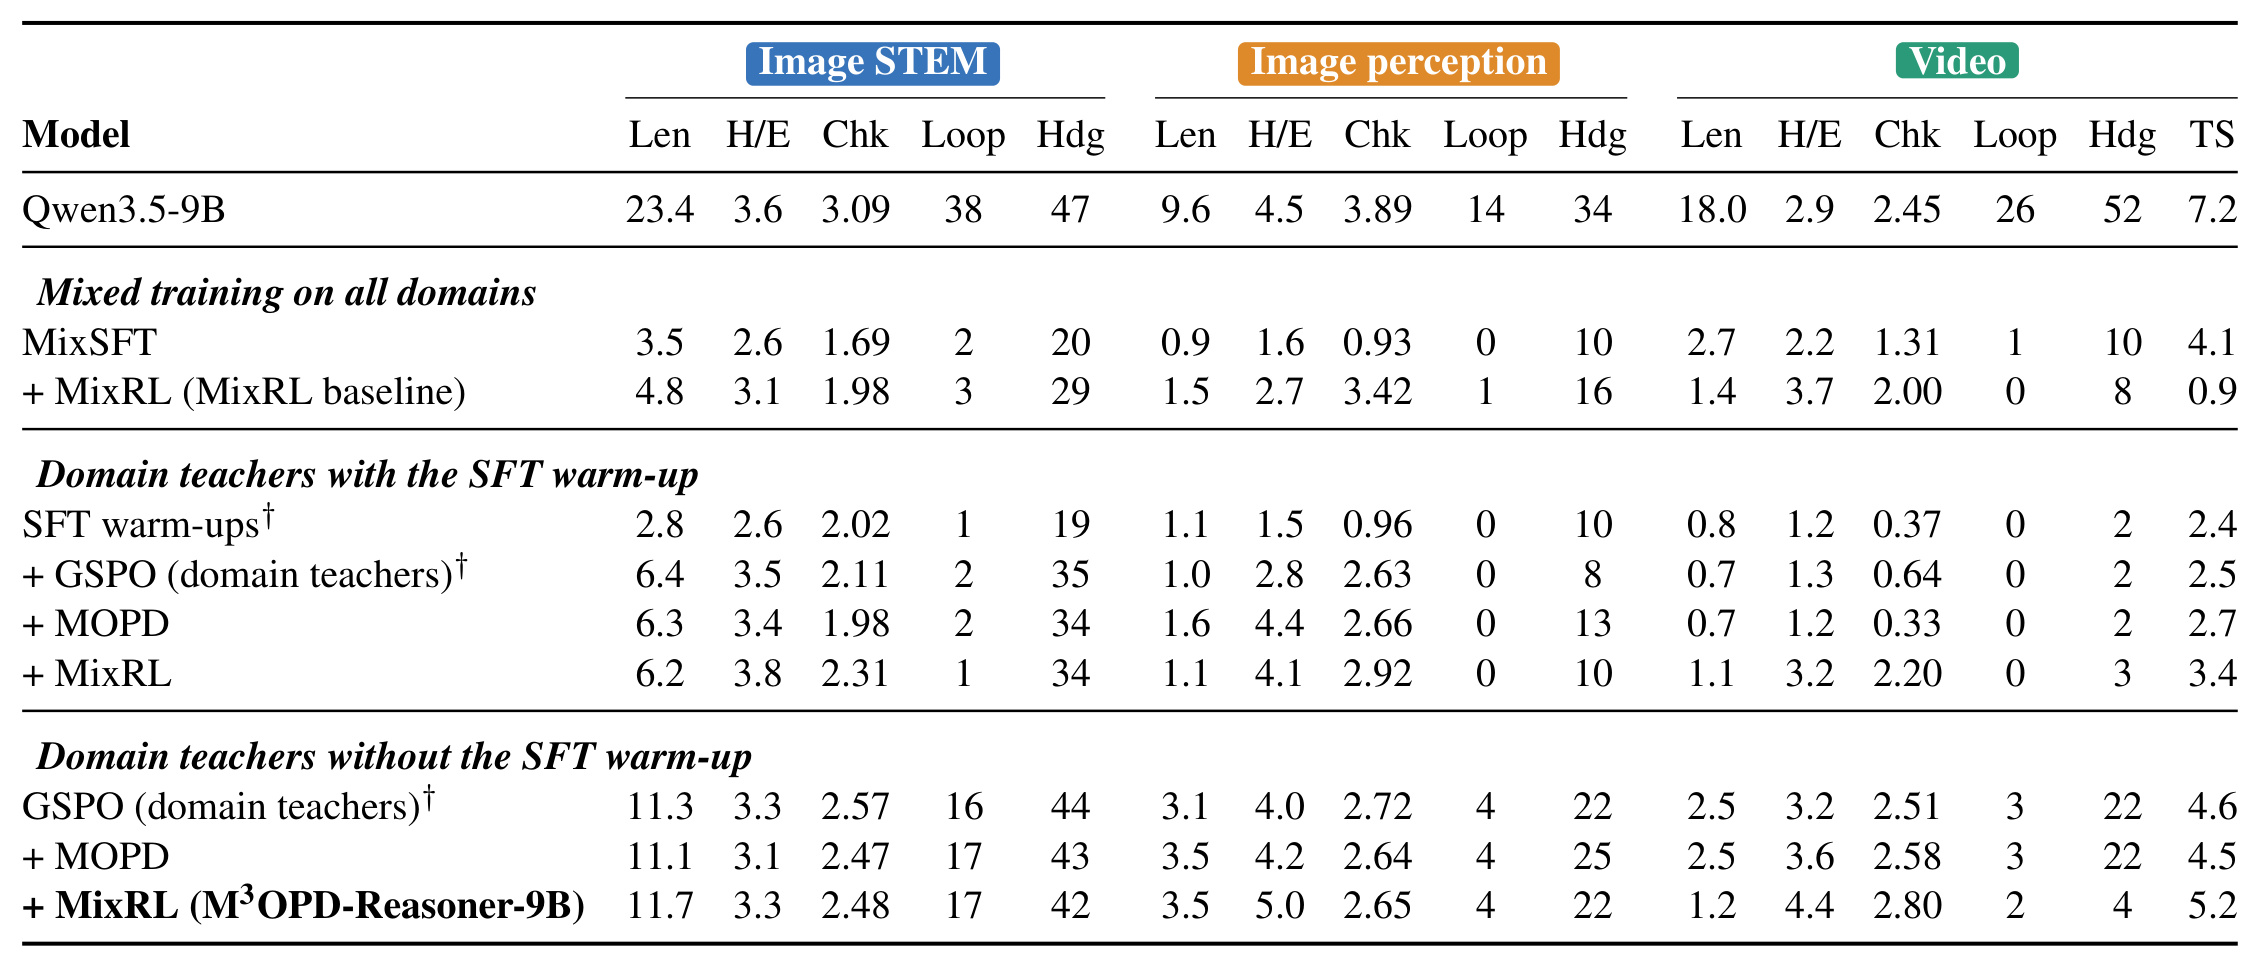 Image STEM Image perception Video
Model Len H/E Chk Loop Hdg Len H/E Chk Loop Hdg Len H/E Chk Loop Hdg TS
Qwen3.5-9B 23.4 3.6 3.09 38 47 9.6 4.5 3.89 14 34 18.0 2.9 2.45 26 52 7.2
Mixed training on all domains
MixSFT 3.5 2.6 1.69 2 20 0.9 1.6 0.93 0 10 2.7 2.2 1.31 1 10 4.1
+ MixRL (MixRL baseline) 4.8 3.1 1.98 3 29 1.5 2.7 3.42 1 16 1.4 3.7 2.00 0 8 0.9
Domain teachers with the SFT warm-up
SFT warm-ups† 2.8 2.6 2.02 1 19 1.1 1.5 0.96 0 10 0.8 1.2 0.37 0 2 2.4
+ GSPO (domain teachers)† 6.4 3.5 2.11 2 35 1.0 2.8 2.63 0 8 0.7 1.3 0.64 0 2 2.5
+ MOPD 6.3 3.4 1.98 2 34 1.6 4.4 2.66 0 13 0.7 1.2 0.33 0 2 2.7
+ MixRL 6.2 3.8 2.31 1 34 1.1 4.1 2.92 0 10 1.1 3.2 2.20 0 3 3.4
Domain teachers without the SFT warm-up
GSPO (domain teachers)† 11.3 3.3 2.57 16 44 3.1 4.0 2.72 4 22 2.5 3.2 2.51 3 22 4.6
+ MOPD 11.1 3.1 2.47 17 43 3.5 4.2 2.64 4 25 2.5 3.6 2.58 3 22 4.5
+ MixRL (M³OPD-Reasoner-9B) 11.7 3.3 2.48 17 42 3.5 5.0 2.65 4 22 1.2 4.4 2.80 2 4 5.2